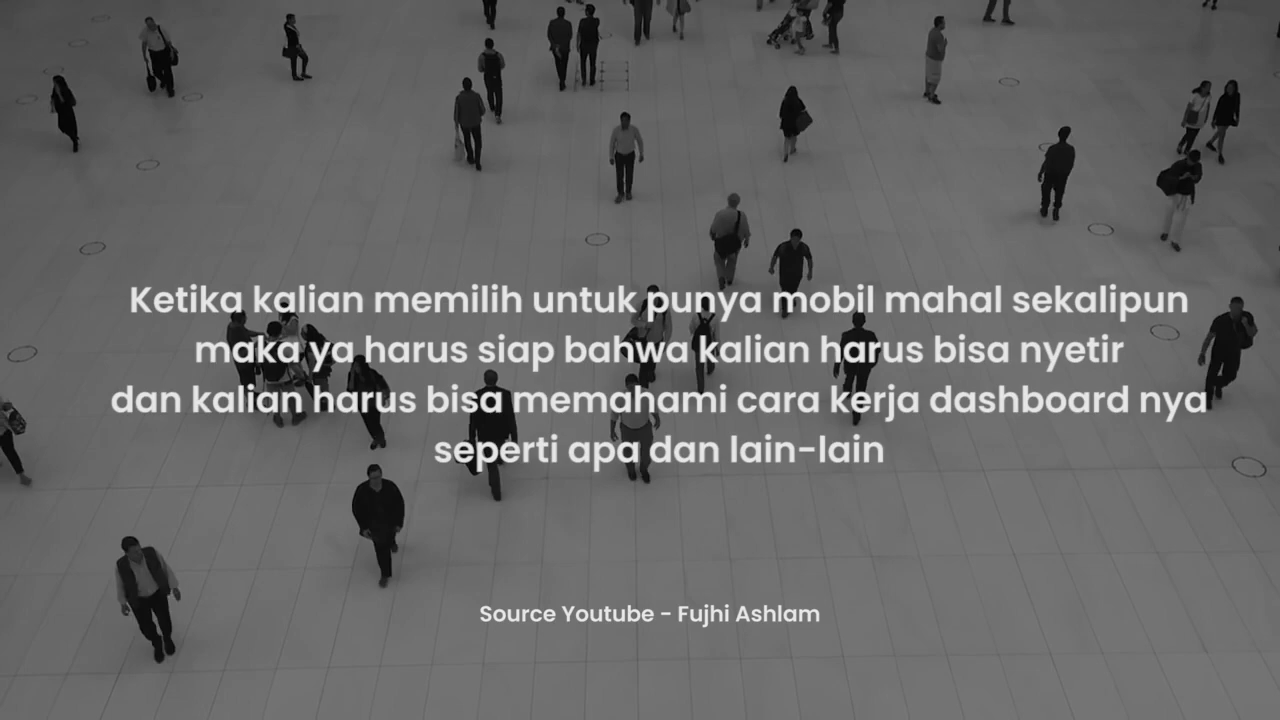 Ketika kalian memilih untuk punya mobil mahal sekalipun
maka ya harus siap bahwa kalian harus bisa nyetir
dan kalian harus bisa memahami cara kerja dashboard nya
seperti apa dan lain-lain
Source Youtube - Fujhi Ashlam